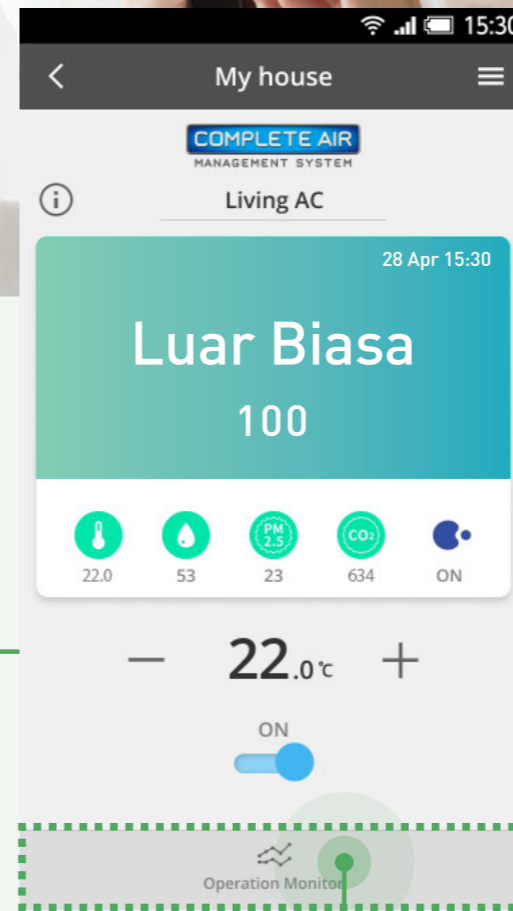 15:30
My house
COMPLETE AIR
MANAGEMENT SYSTEM
Living AC
28 Apr 15:30
Luar Biasa
100
PM
2.5
CO₂
22.0 53 23 634 ON
22.0℃
ON
Operation Monitor